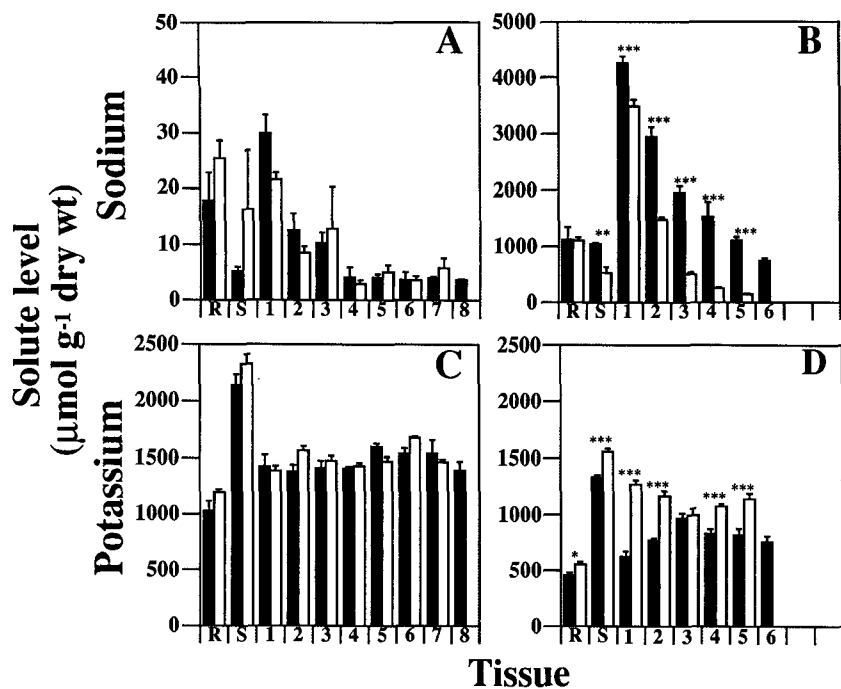 Solute level
(μmol g⁻¹ dry wt)
Sodium
50
40
30
20
10
0
A
R S 1 2 3 4 5 6 7 8
5000
4000
3000
2000
1000
0
B
*** *** *** *** *** **
R S 1 2 3 4 5 6
Potassium
2500
2000
1500
1000
500
0
C
R S 1 2 3 4 5 6 7 8
2500
2000
1500
1000
500
0
D
* *** *** *** *** ***
R S 1 2 3 4 5 6
Tissue